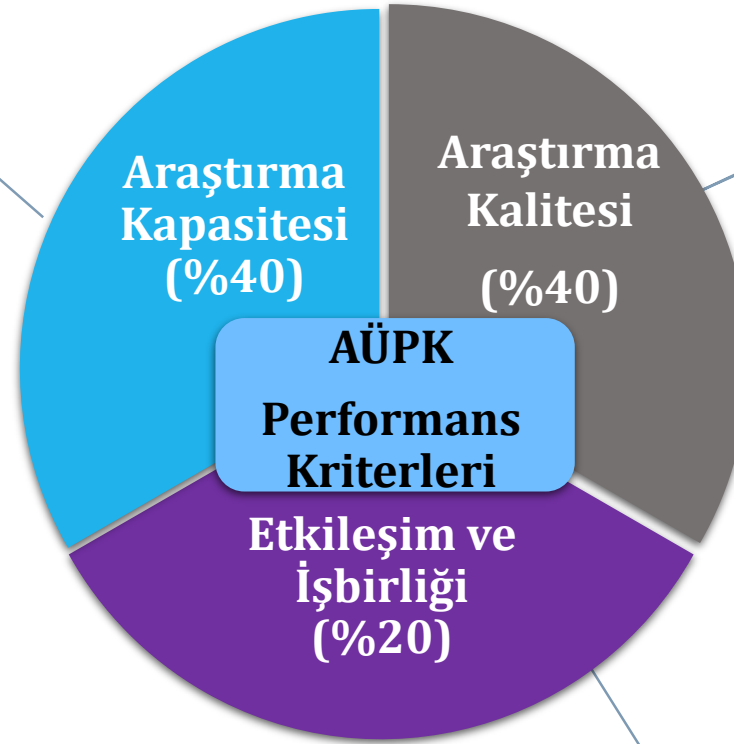 Araştırma
Kapasitesi
(%40)
Araştırma
Kalitesi
(%40)
AÜPK
Performans
Kriterleri
Etkileşim ve
İşbirliği
(%20)